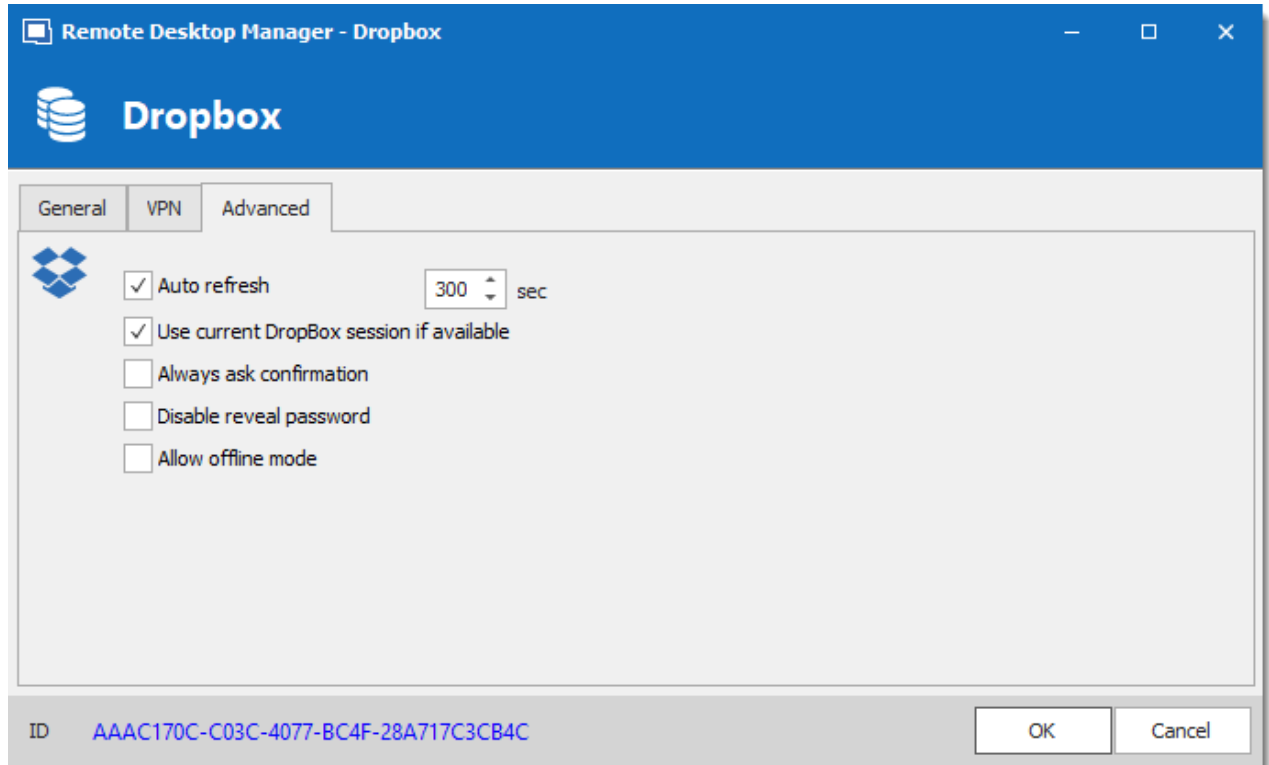 Remote Desktop Manager - Dropbox
Dropbox
General VPN Advanced
Auto refresh 300 sec
Use current DropBox session if available
Always ask confirmation
Disable reveal password
Allow offline mode
ID AAAC170C-C03C-4077-BC4F-28A717C3CB4C OK Cancel